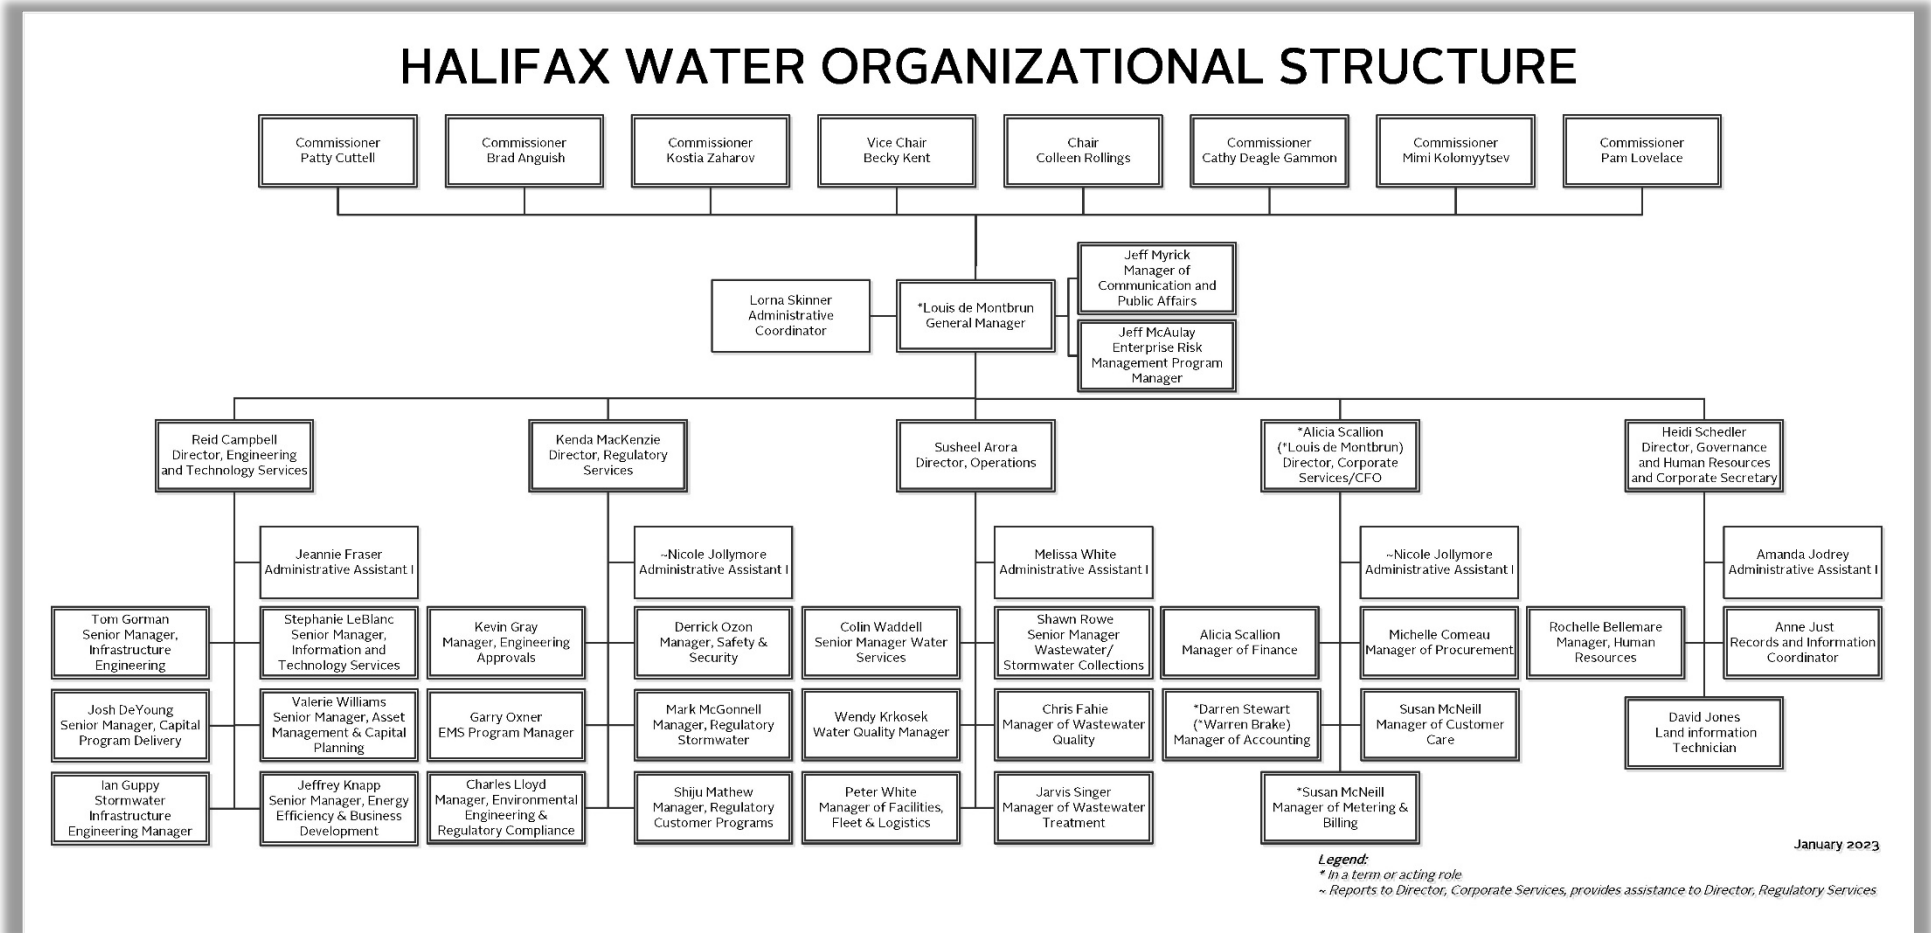 HALIFAX WATER ORGANIZATIONAL STRUCTURE
Commissioner
Patty Cuttell
Commissioner
Brad Anguish
Commissioner
Kostia Zaharov
Vice Chair
Becky Kent
Chair
Colleen Rollings
Commissioner
Cathy Deagle Gammon
Commissioner
Mimi Kolomyytsev
Commissioner
Pam Lovelace
Lorna Skinner
Administrative
Coordinator
*Louis de Montbrun
General Manager
Jeff Myrick
Manager of
Communication and
Public Affairs
Jeff McAulay
Enterprise Risk
Management Program
Manager
Reid Campbell
Director, Engineering
and Technology Services
Kenda MacKenzie
Director, Regulatory
Services
Susheel Arora
Director, Operations
*Alicia Scallion
(*Louis de Montbrun)
Director, Corporate
Services/CFO
Heidi Schedler
Director, Governance
and Human Resources
and Corporate Secretary
Jeannie Fraser
Administrative Assistant I
Tom Gorman
Senior Manager,
Infrastructure
Engineering
Stephanie LeBlanc
Senior Manager,
Information and
Technology Services
Josh DeYoung
Senior Manager, Capital
Program Delivery
Valerie Williams
Senior Manager, Asset
Management & Capital
Planning
Ian Guppy
Stormwater
Infrastructure
Engineering Manager
Jeffrey Knapp
Senior Manager, Energy
Efficiency & Business
Development
~Nicole Jollymore
Administrative Assistant I
Kevin Gray
Manager, Engineering
Approvals
Derrick Ozon
Manager, Safety &
Security
Garry Oxner
EMS Program Manager
Mark McGonnell
Manager, Regulatory
Stormwater
Charles Lloyd
Manager, Environmental
Engineering &
Regulatory Compliance
Shiju Mathew
Manager, Regulatory
Customer Programs
Melissa White
Administrative Assistant I
Colin Waddell
Senior Manager Water
Services
Shawn Rowe
Senior Manager
Wastewater/
Stormwater Collections
Wendy Krkosek
Water Quality Manager
Chris Fahie
Manager of Wastewater
Quality
Peter White
Manager of Facilities,
Fleet & Logistics
Jarvis Singer
Manager of Wastewater
Treatment
~Nicole Jollymore
Administrative Assistant I
Alicia Scallion
Manager of Finance
Michelle Comeau
Manager of Procurement
*Darren Stewart
(*Warren Brake)
Manager of Accounting
Susan McNeill
Manager of Customer
Care
*Susan McNeill
Manager of Metering &
Billing
Amanda Jodrey
Administrative Assistant I
Rochelle Bellemare
Manager, Human
Resources
Anne Just
Records and Information
Coordinator
David Jones
Land information
Technician
January 2023
Legend:
* In a term or acting role
~ Reports to Director, Corporate Services, provides assistance to Director, Regulatory Services